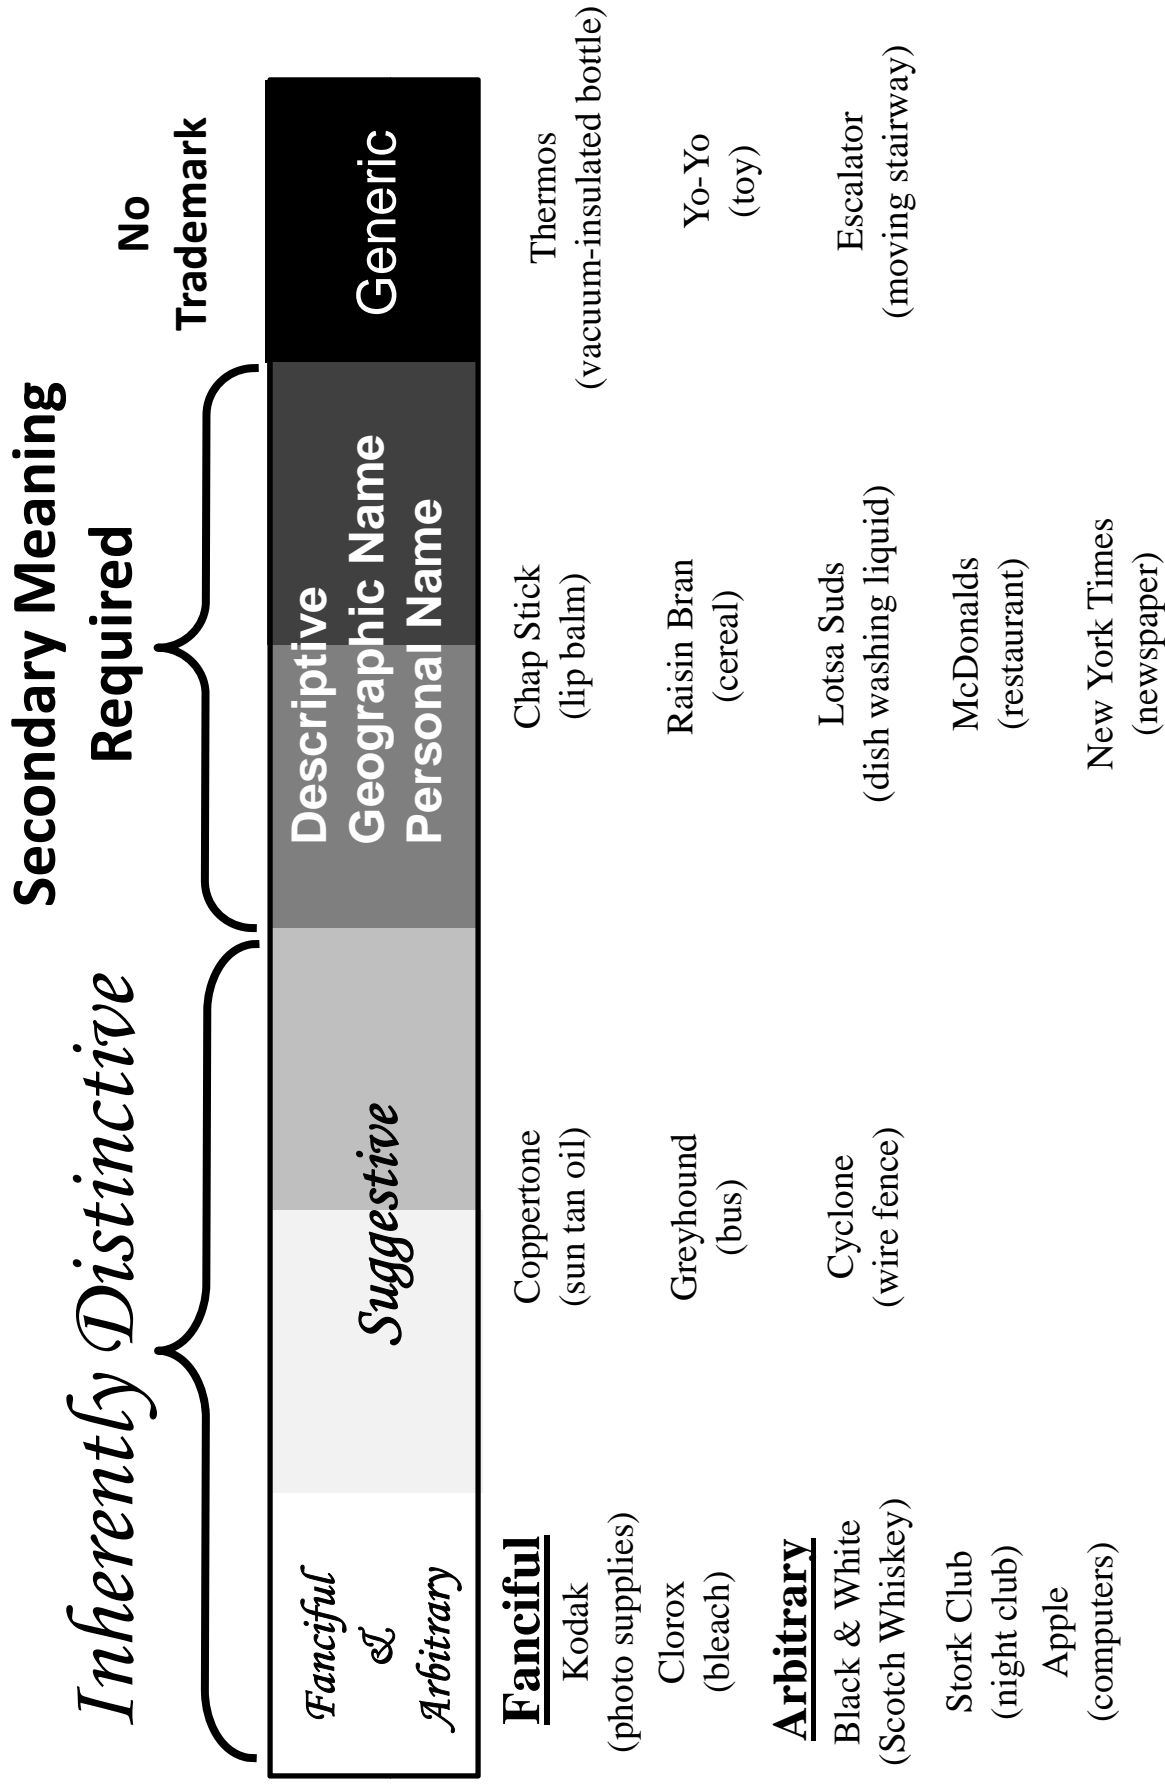 Inherently Distinctive
Secondary Meaning
Required
No
Trademark
Fanciful
&
Arbitrary
Suggestive
Descriptive
Geographic Name
Personal Name
Generic
Fanciful
Kodak
(photo supplies)
Clorox
(bleach)
Arbitrary
Black & White
(Scotch Whiskey)
Stork Club
(night club)
Apple
(computers)
Coppertone
(sun tan oil)
Greyhound
(bus)
Cyclone
(wire fence)
Chap Stick
(lip balm)
Raisin Bran
(cereal)
Lotsa Suds
(dish washing liquid)
McDonalds
(restaurant)
New York Times
(newspaper)
Thermos
(vacuum-insulated bottle)
Yo-Yo
(toy)
Escalator
(moving stairway)